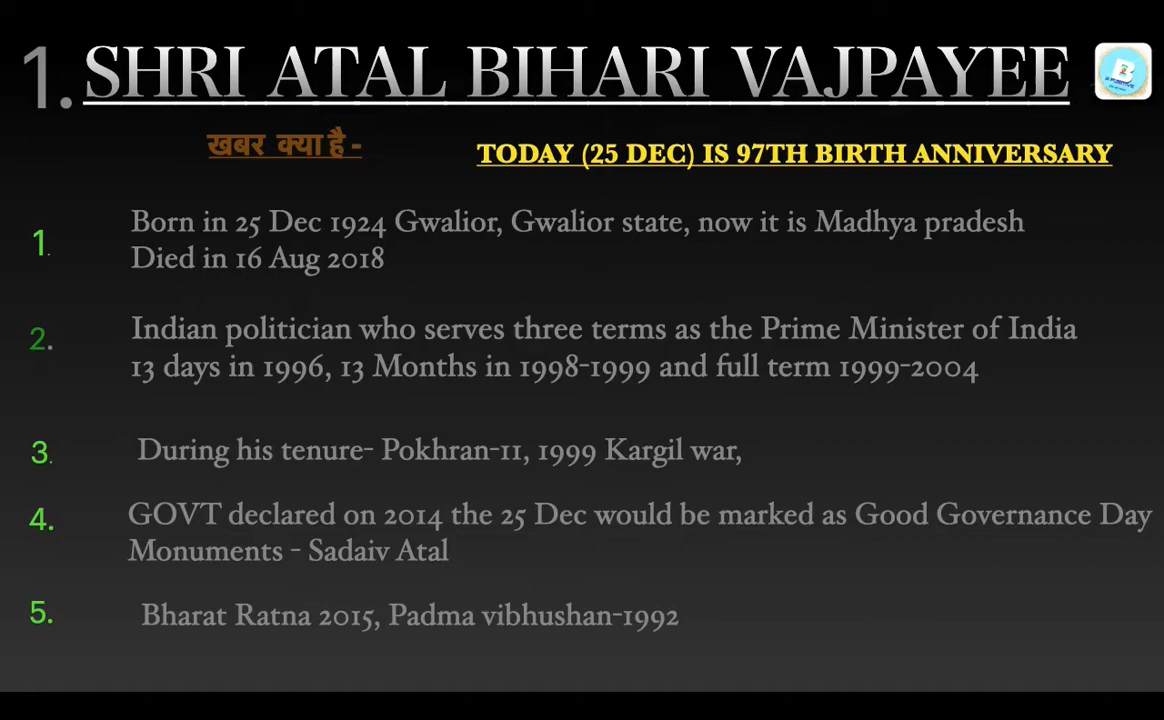 1. SHRI ATAL BIHARI VAJPAYEE
खबर क्या है -
TODAY (25 DEC) IS 97TH BIRTH ANNIVERSARY
1. Born in 25 Dec 1924 Gwalior, Gwalior state, now it is Madhya pradesh
Died in 16 Aug 2018
2. Indian politician who serves three terms as the Prime Minister of India
13 days in 1996, 13 Months in 1998-1999 and full term 1999-2004
3. During his tenure- Pokhran-11, 1999 Kargil war,
4. GOVT declared on 2014 the 25 Dec would be marked as Good Governance Day
Monuments - Sadaiv Atal
5. Bharat Ratna 2015, Padma vibhushan-1992